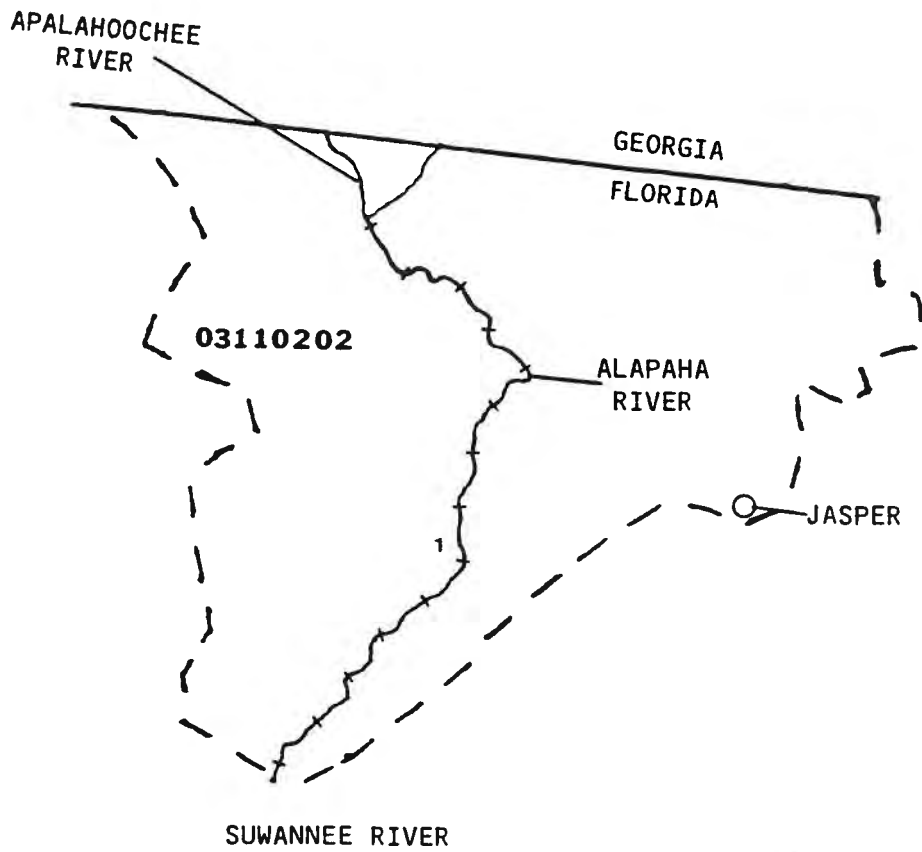 APALAHOOCHEE
RIVER
GEORGIA
FLORIDA
03110202
ALAPAHA
RIVER
JASPER
1
SUWANNEE RIVER